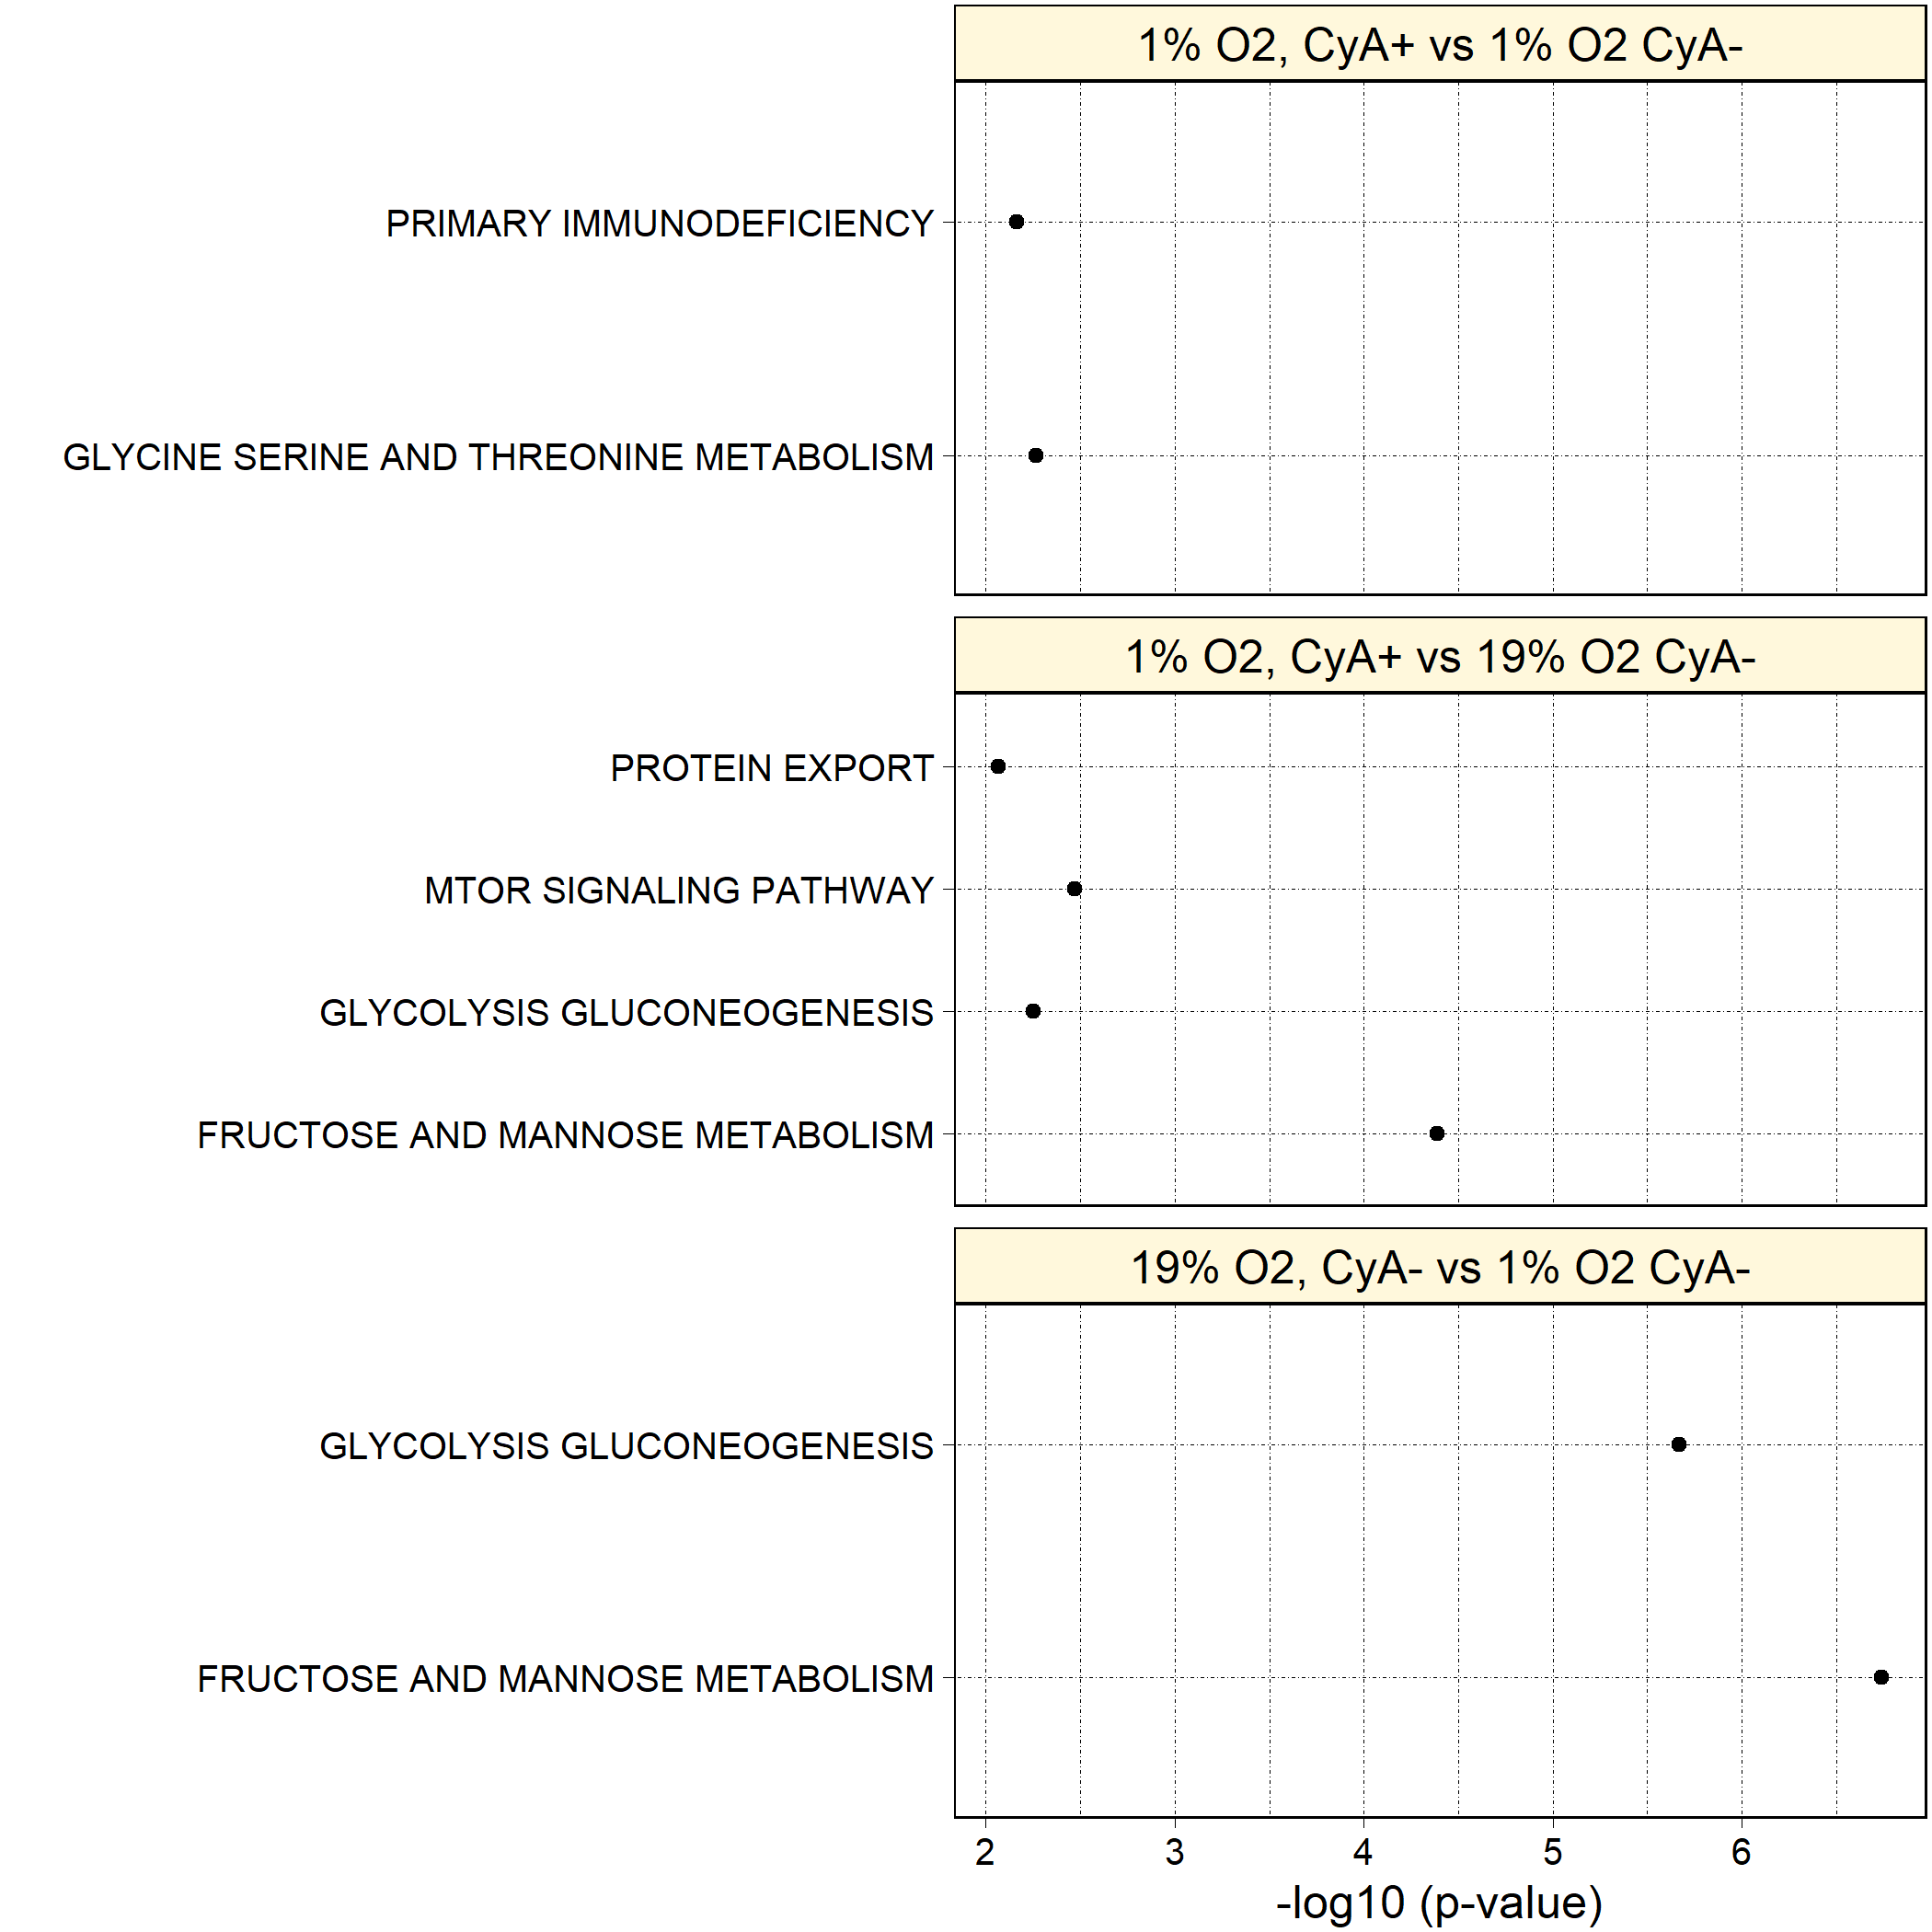 1% O2, CyA+ vs 1% O2 CyA-
PRIMARY IMMUNODEFICIENCY
GLYCINE SERINE AND THREONINE METABOLISM
1% O2, CyA+ vs 19% O2 CyA-
PROTEIN EXPORT
MTOR SIGNALING PATHWAY
GLYCOLYSIS GLUCONEOGENESIS
FRUCTOSE AND MANNOSE METABOLISM
19% O2, CyA- vs 1% O2 CyA-
GLYCOLYSIS GLUCONEOGENESIS
FRUCTOSE AND MANNOSE METABOLISM
2 3 4 5 6
-log10 (p-value)